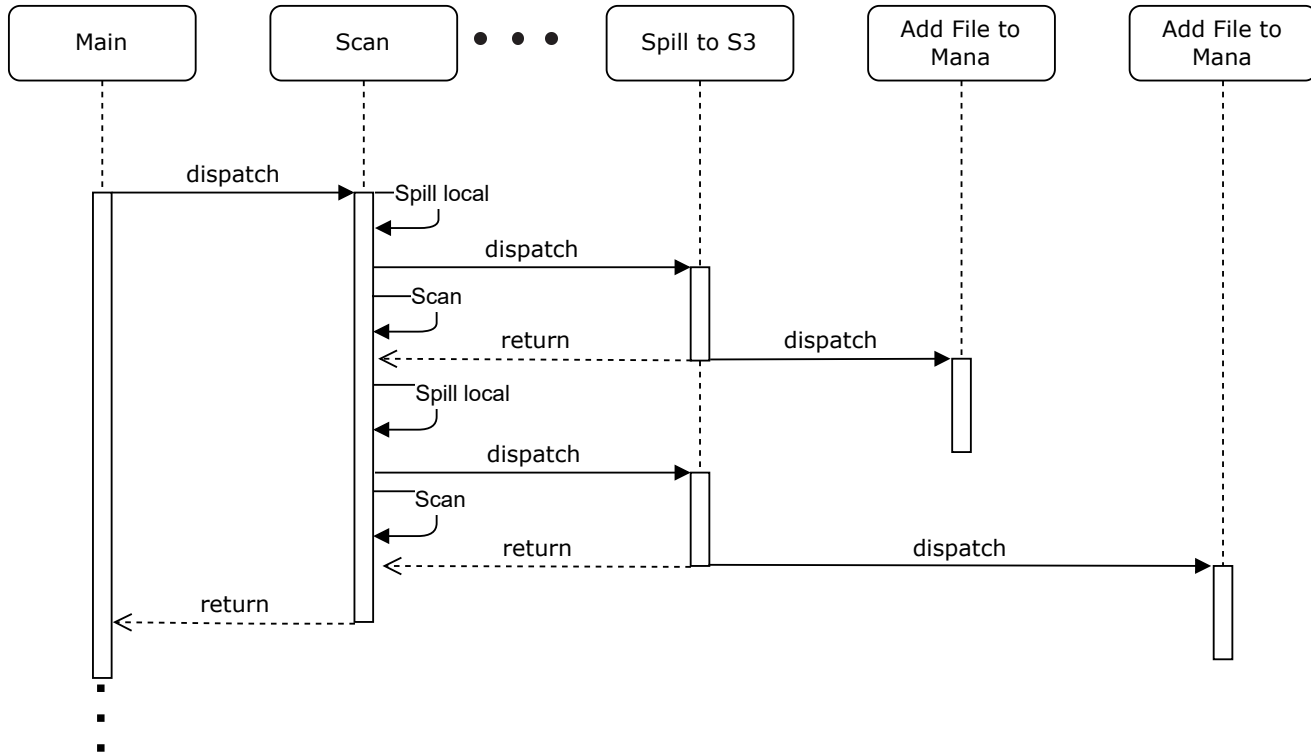 Main
Scan
Spill to S3
Add File to
Mana
Add File to
Mana
dispatch
Spill local
dispatch
Scan
return
dispatch
Spill local
dispatch
Scan
return
dispatch
return